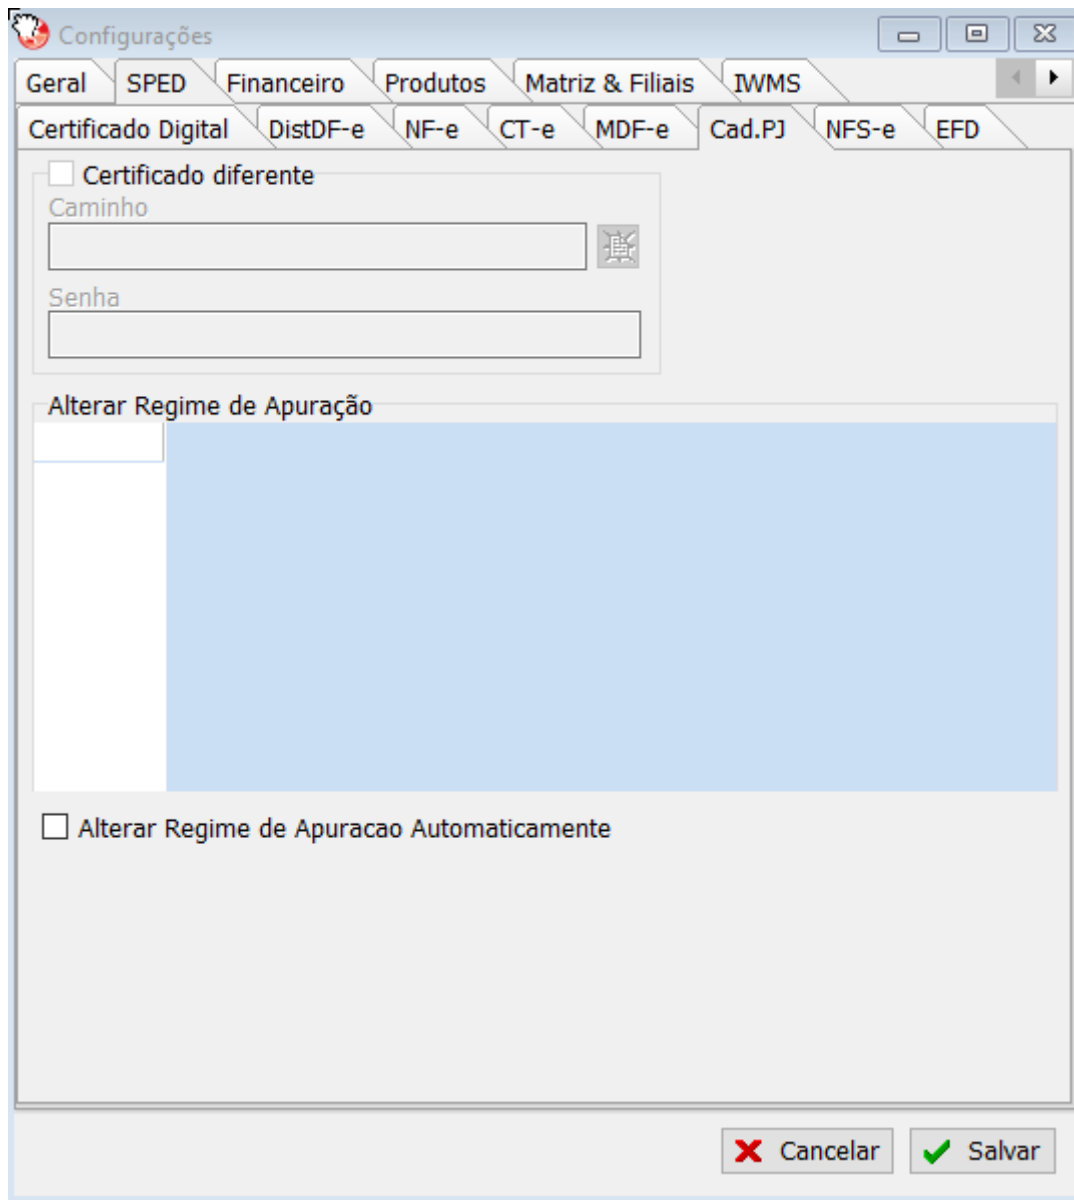 Configurações
Geral SPED Financeiro Produtos Matriz & Filiais IWMS
Certificado Digital DistDF-e NF-e CT-e MDF-e Cad.PJ NFS-e EFD
Certificado diferente
Caminho
Senha
Alterar Regime de Apuração
Alterar Regime de Apuracao Automaticamente
Cancelar Salvar